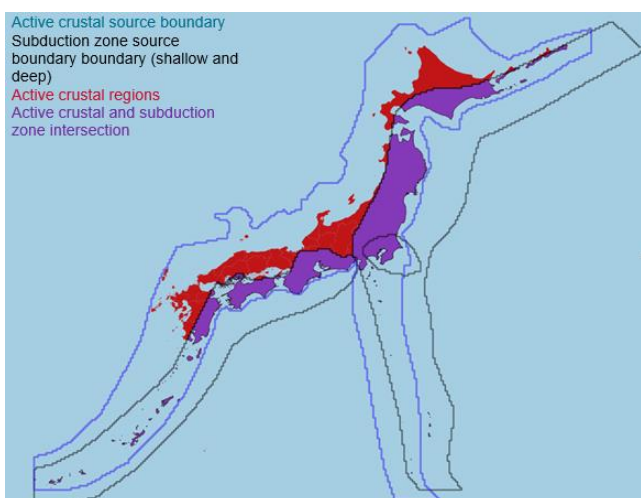 Active crustal source boundary
Subduction zone source
boundary boundary (shallow and
deep)
Active crustal regions
Active crustal and subduction
zone intersection